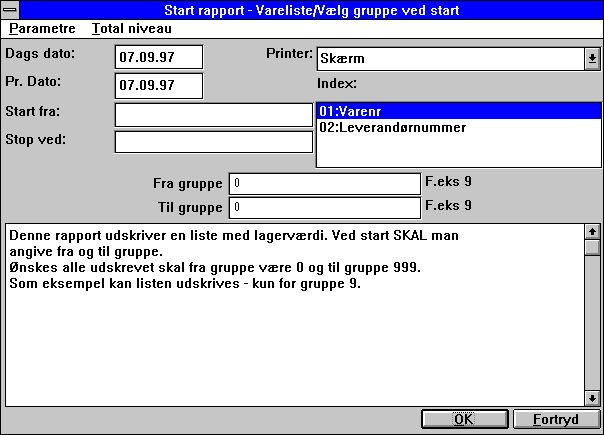 Start rapport - Vareliste/Vælg gruppe ved start
Parametre Total niveau
Dags dato: 07.09.97 Printer: Skærm
Pr. Dato: 07.09.97 Index:
Start fra: 01:Varenr
02:Leverandørnummer
Stop ved:
Fra gruppe 0 F.eks 9
Til gruppe 0 F.eks 9
Denne rapport udskriver en liste med lagerværdi. Ved start SKAL man
angive fra og til gruppe.
Ønskes alle udskrevet skal fra gruppe være 0 og til gruppe 999.
Som eksempel kan listen udskrives - kun for gruppe 9.
OK Fortryd